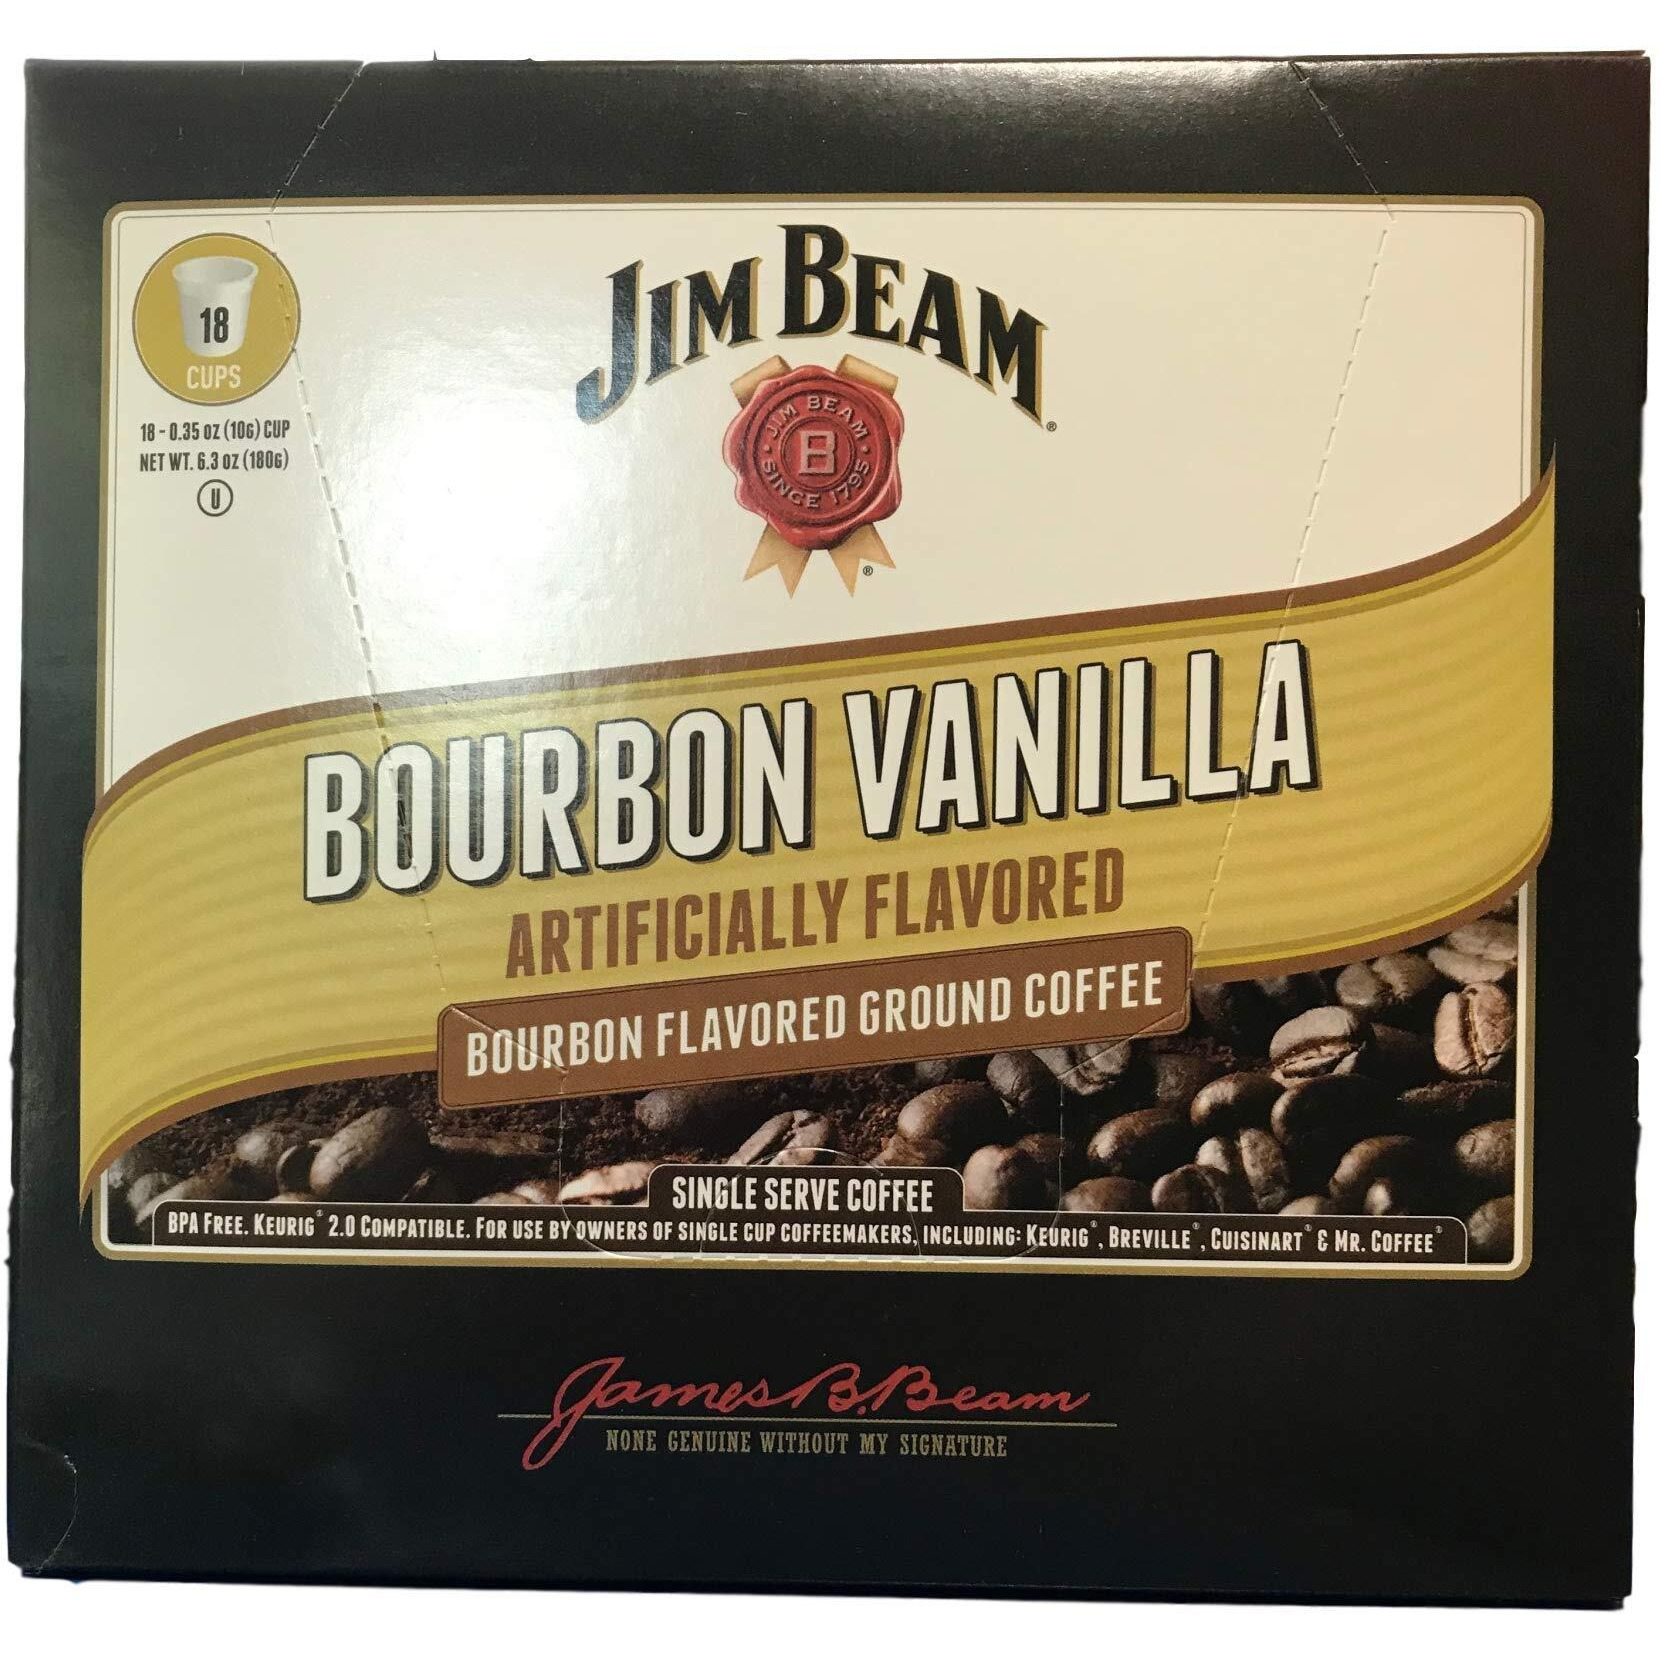 JIM BEAM®
JIM BEAM
B
SINCE 1795
®
18
CUPS
18 - 0.35 oz (10G) CUP
NET WT. 6.3 oz (180G)
U
BOURBON VANILLA
ARTIFICIALLY FLAVORED
BOURBON FLAVORED GROUND COFFEE
SINGLE SERVE COFFEE
BPA FREE. KEURIG® 2.0 COMPATIBLE. FOR USE BY OWNERS OF SINGLE CUP COFFEEMAKERS, INCLUDING: KEURIG®, BREVILLE®, CUISINART® & MR. COFFEE®
James B. Beam
NONE GENUINE WITHOUT MY SIGNATURE